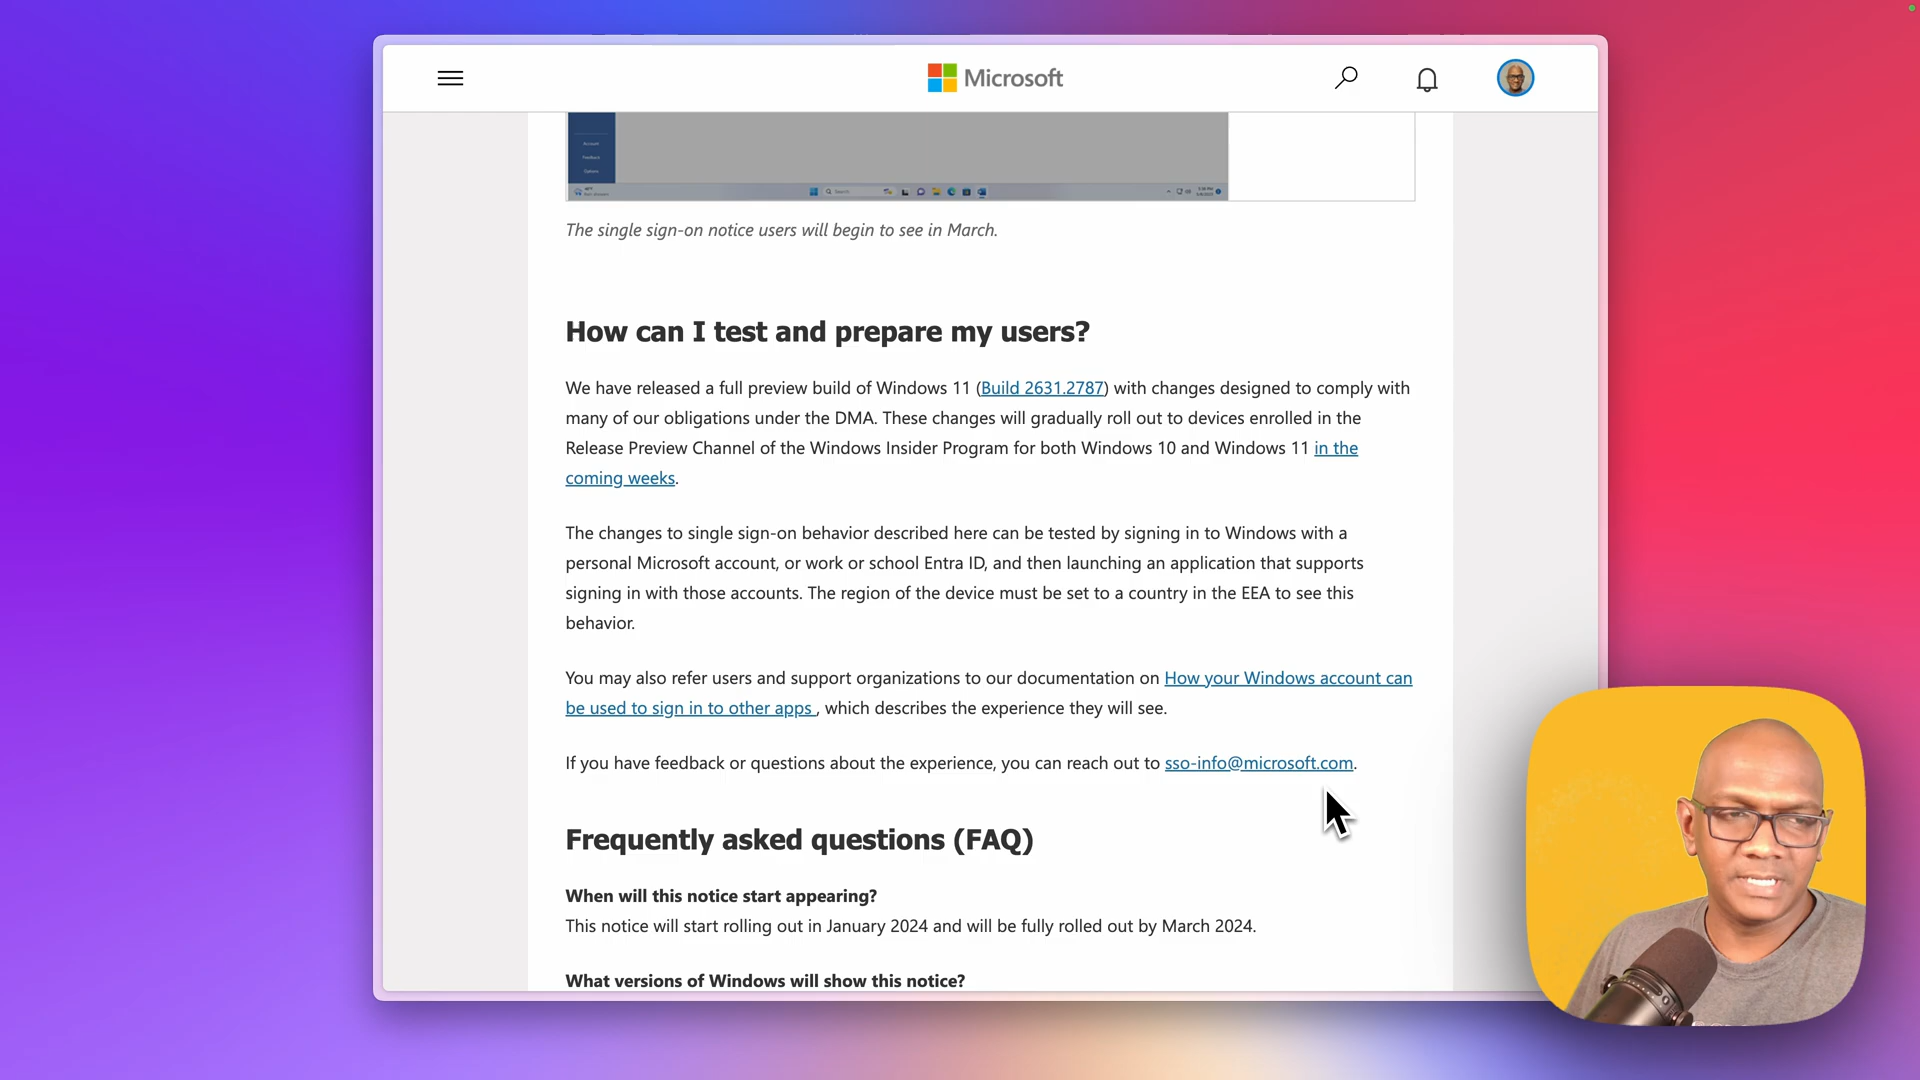 Microsoft
Account
Feedback
Options
Search
The single sign-on notice users will begin to see in March.
How can I test and prepare my users?
We have released a full preview build of Windows 11 (Build 2631.2787) with changes designed to comply with
many of our obligations under the DMA. These changes will gradually roll out to devices enrolled in the
Release Preview Channel of the Windows Insider Program for both Windows 10 and Windows 11 in the
coming weeks.
The changes to single sign-on behavior described here can be tested by signing in to Windows with a
personal Microsoft account, or work or school Entra ID, and then launching an application that supports
signing in with those accounts. The region of the device must be set to a country in the EEA to see this
behavior.
You may also refer users and support organizations to our documentation on How your Windows account can
be used to sign in to other apps , which describes the experience they will see.
If you have feedback or questions about the experience, you can reach out to sso-info@microsoft.com.
Frequently asked questions (FAQ)
When will this notice start appearing?
This notice will start rolling out in January 2024 and will be fully rolled out by March 2024.
What versions of Windows will show this notice?